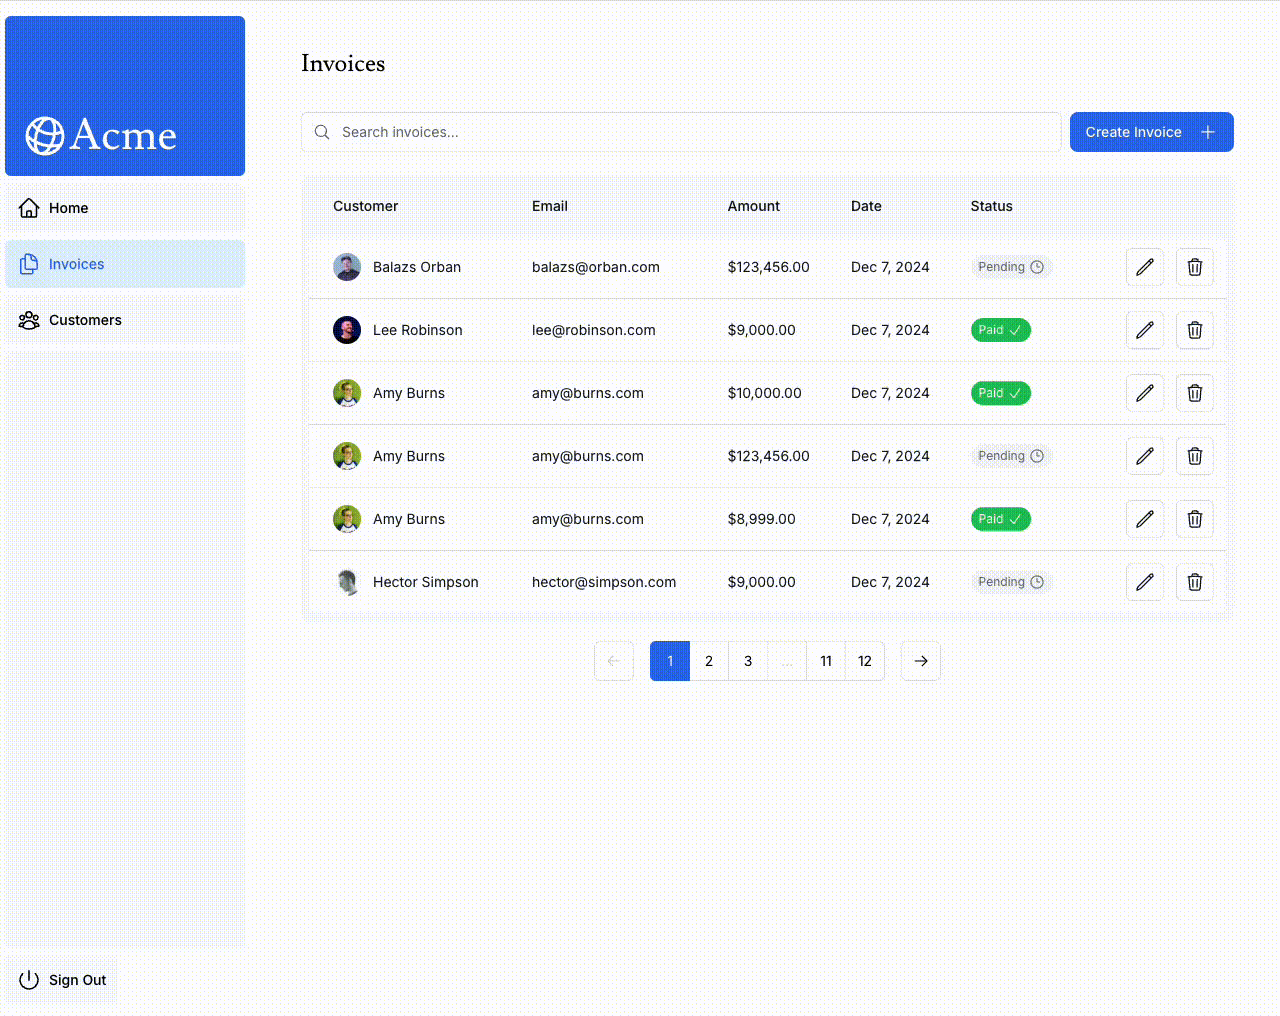 Acme
Home
Invoices
Customers
Sign Out
Invoices
Search invoices...
Create Invoice
Customer Email Amount Date Status
Balazs Orban balazs@orban.com $123,456.00 Dec 7, 2024 Pending
Lee Robinson lee@robinson.com $9,000.00 Dec 7, 2024 Paid
Amy Burns amy@burns.com $10,000.00 Dec 7, 2024 Paid
Amy Burns amy@burns.com $123,456.00 Dec 7, 2024 Pending
Amy Burns amy@burns.com $8,999.00 Dec 7, 2024 Paid
Hector Simpson hector@simpson.com $9,000.00 Dec 7, 2024 Pending
1 2 3 ... 11 12